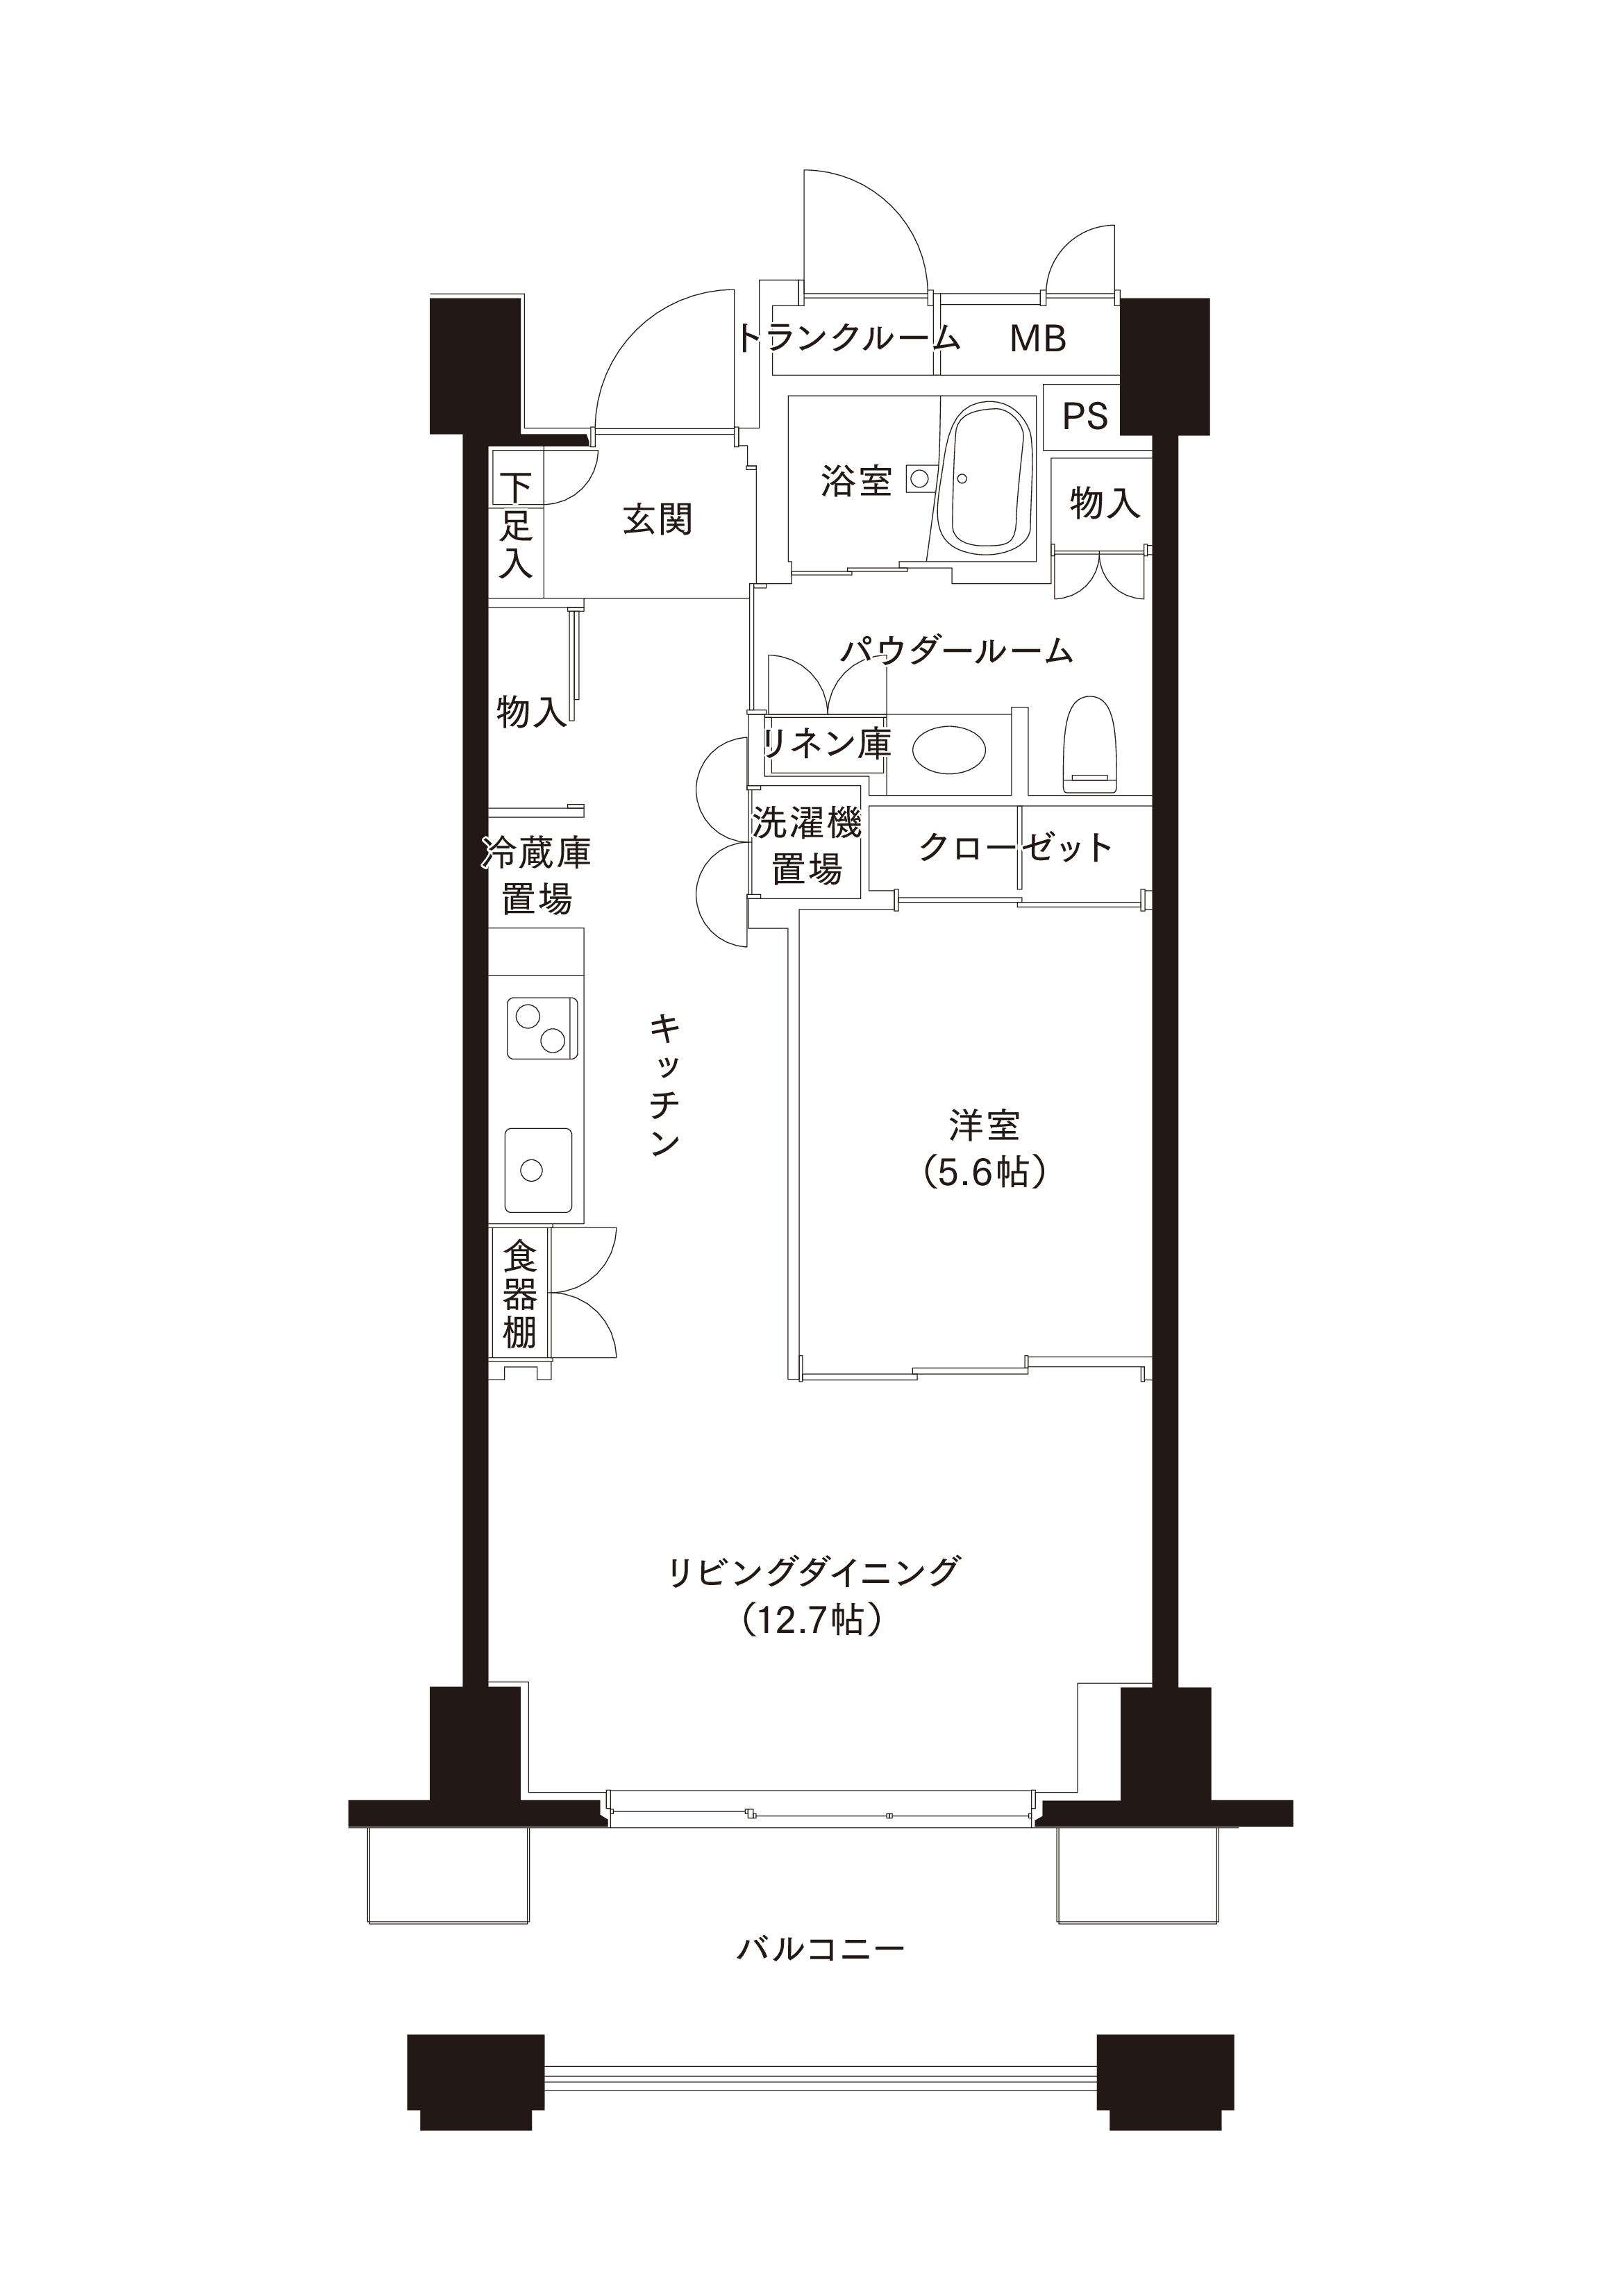 トランクルーム
MB
PS
浴室
物入
下足入
玄関
パウダールーム
物入
リネン庫
洗濯機
置場
クローゼット
冷蔵庫
置場
キッチン
洋室
（5.6帖）
食器棚
リビングダイニング
（12.7帖）
バルコニー